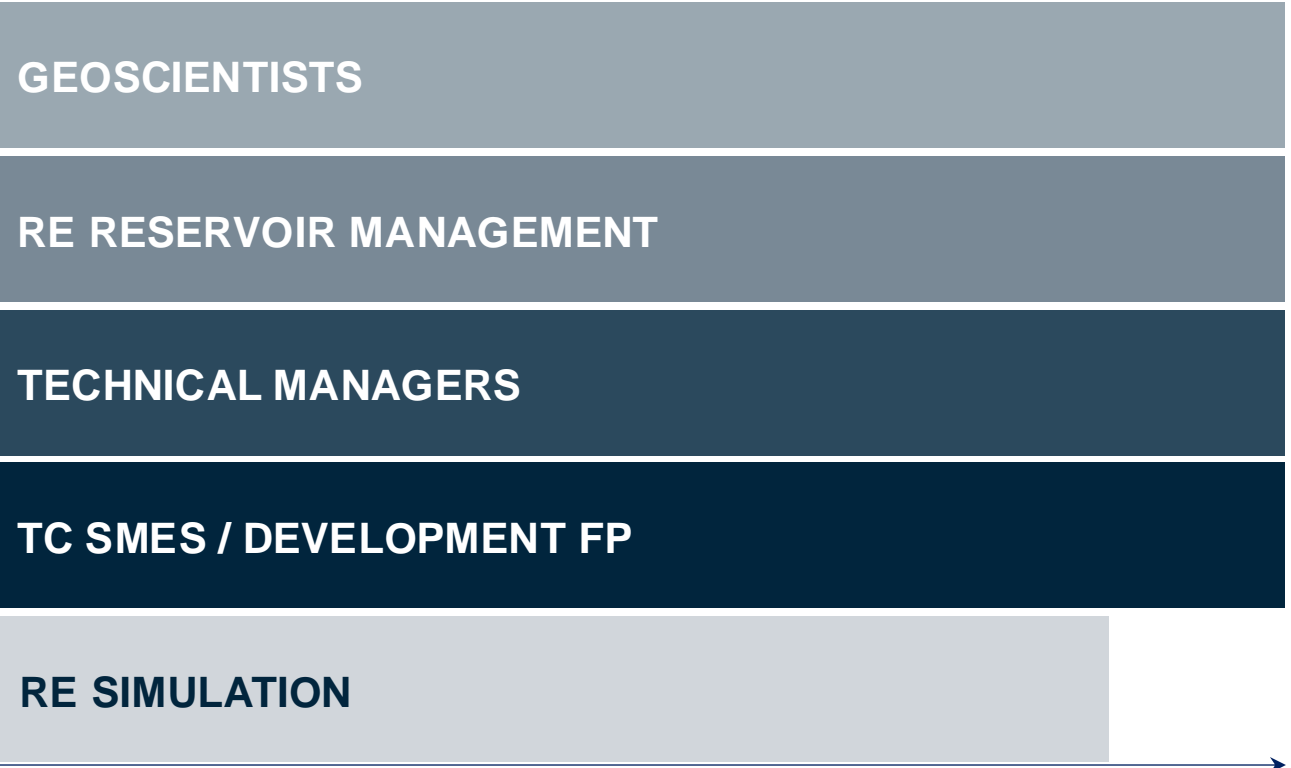 GEOSCIENTISTS
RE RESERVOIR MANAGEMENT
TECHNICAL MANAGERS
TC SMES / DEVELOPMENT FP
RE SIMULATION